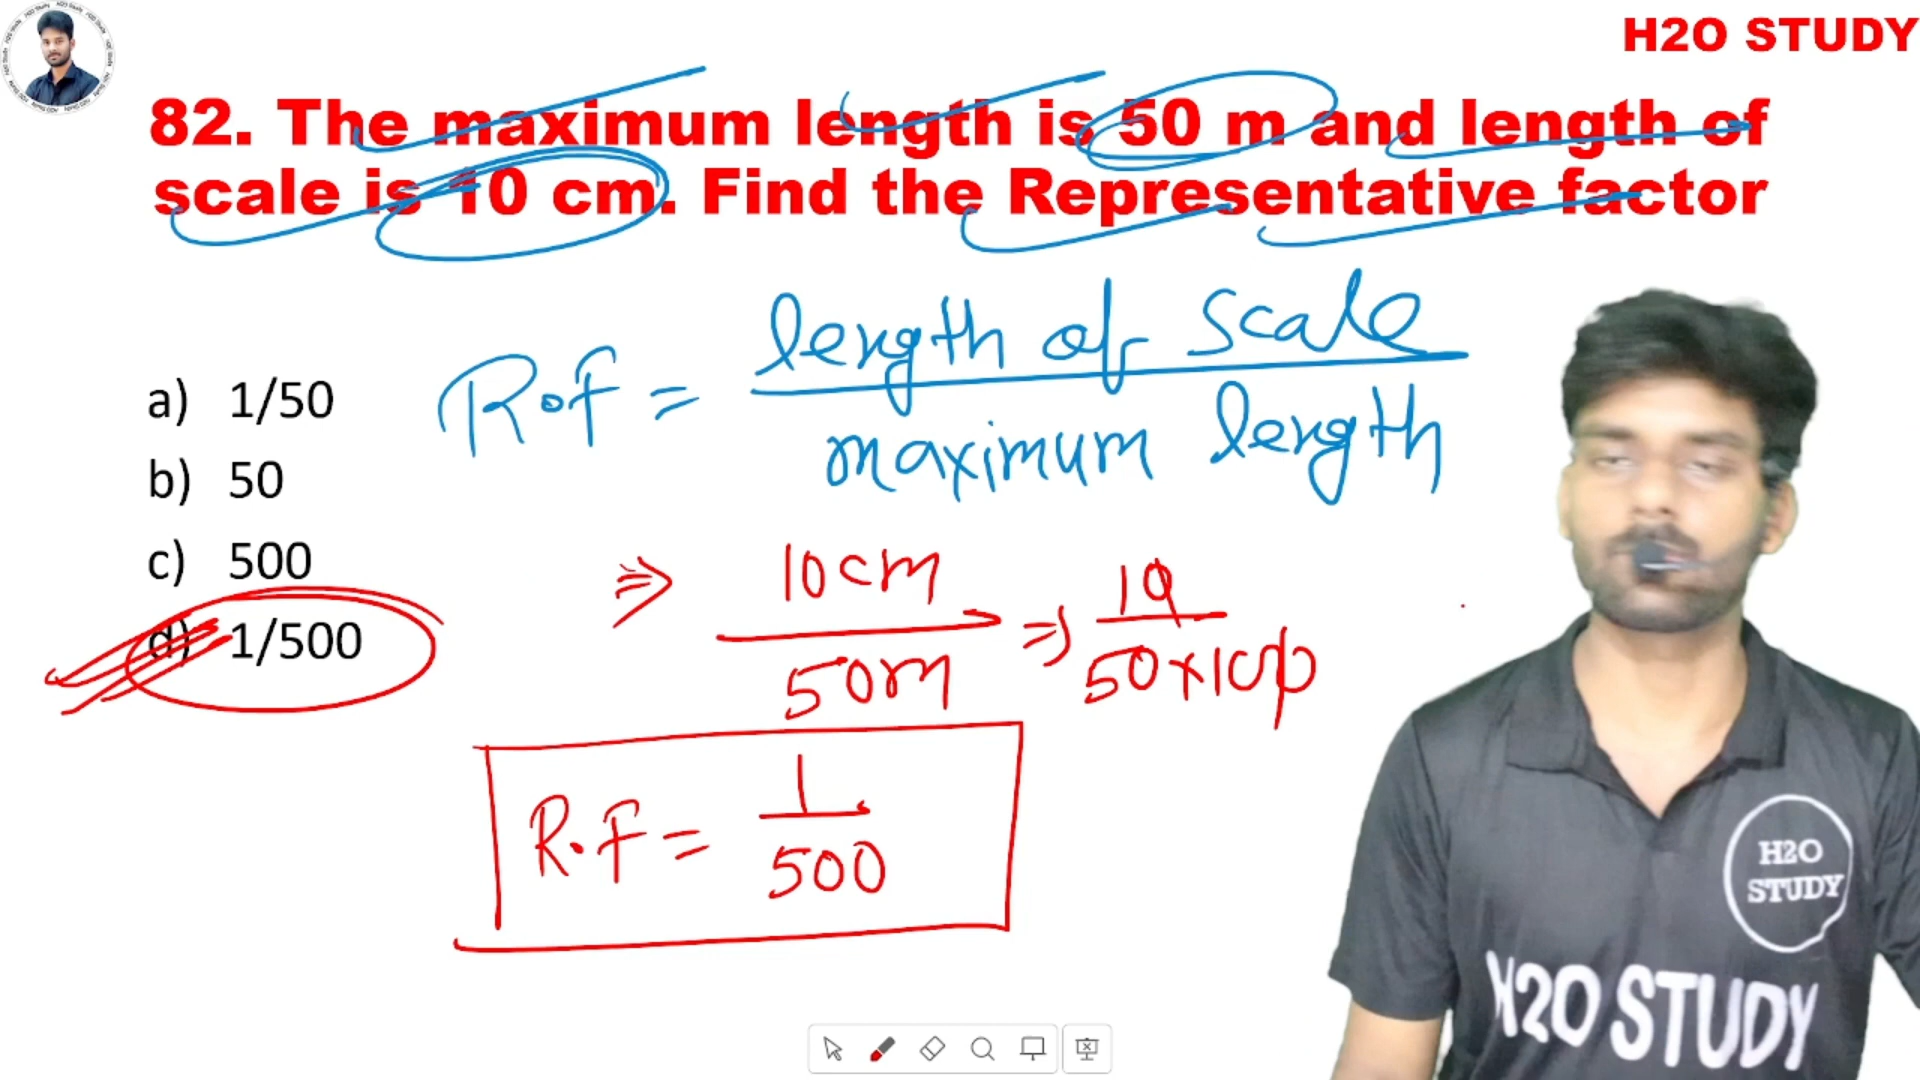 H2O STUDY
82. The maximum length is 50 m and length of
scale is 10 cm. Find the Representative factor
a) 1/50
b) 50
c) 500
d) 1/500
R.F = length of scale
maximum length
⇒ 10cm
50m
⇒ 10
50×100
R.F = 1
500
H2O
STUDY
H2O STUDY